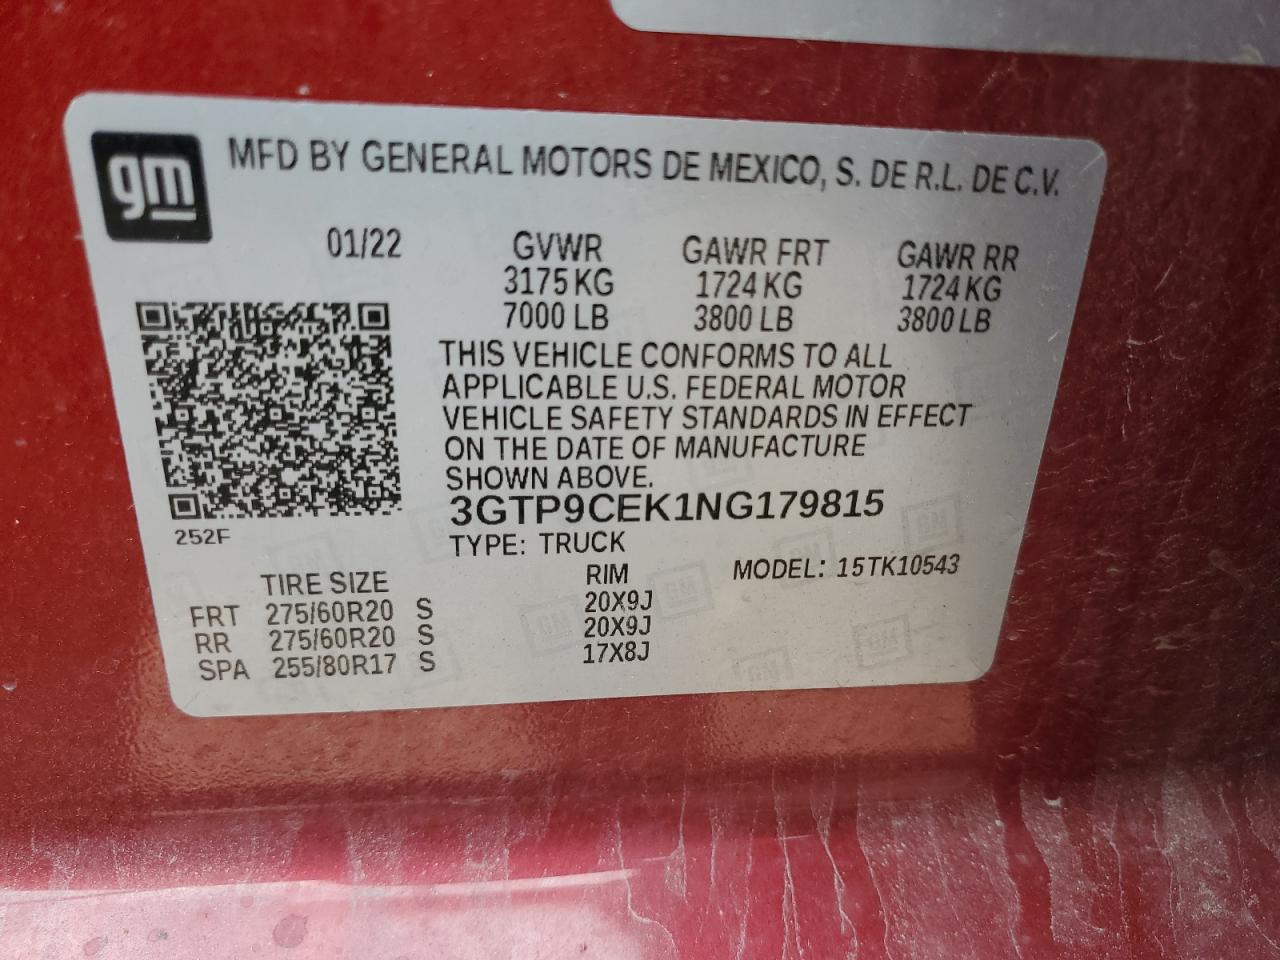 gm
MFD BY GENERAL MOTORS DE MEXICO, S. DE R.L. DE C.V.
01/22 GVWR GAWR FRT GAWR RR
3175 KG 1724 KG 1724 KG
7000 LB 3800 LB 3800 LB
THIS VEHICLE CONFORMS TO ALL
APPLICABLE U.S. FEDERAL MOTOR
VEHICLE SAFETY STANDARDS IN EFFECT
ON THE DATE OF MANUFACTURE
SHOWN ABOVE.
3GTP9CEK1NG179815
252F
TYPE: TRUCK
MODEL: 15TK10543
TIRE SIZE RIM
FRT 275/60R20 S 20X9J
RR 275/60R20 S 20X9J
SPA 255/80R17 S 17X8J